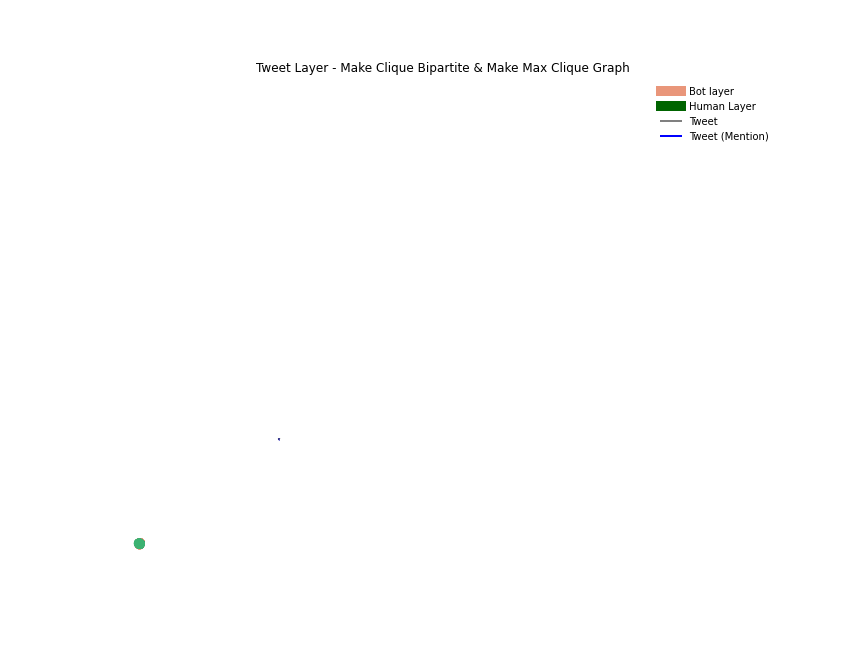 Tweet Layer - Make Clique Bipartite & Make Max Clique Graph
Bot layer
Human Layer
Tweet
Tweet (Mention)